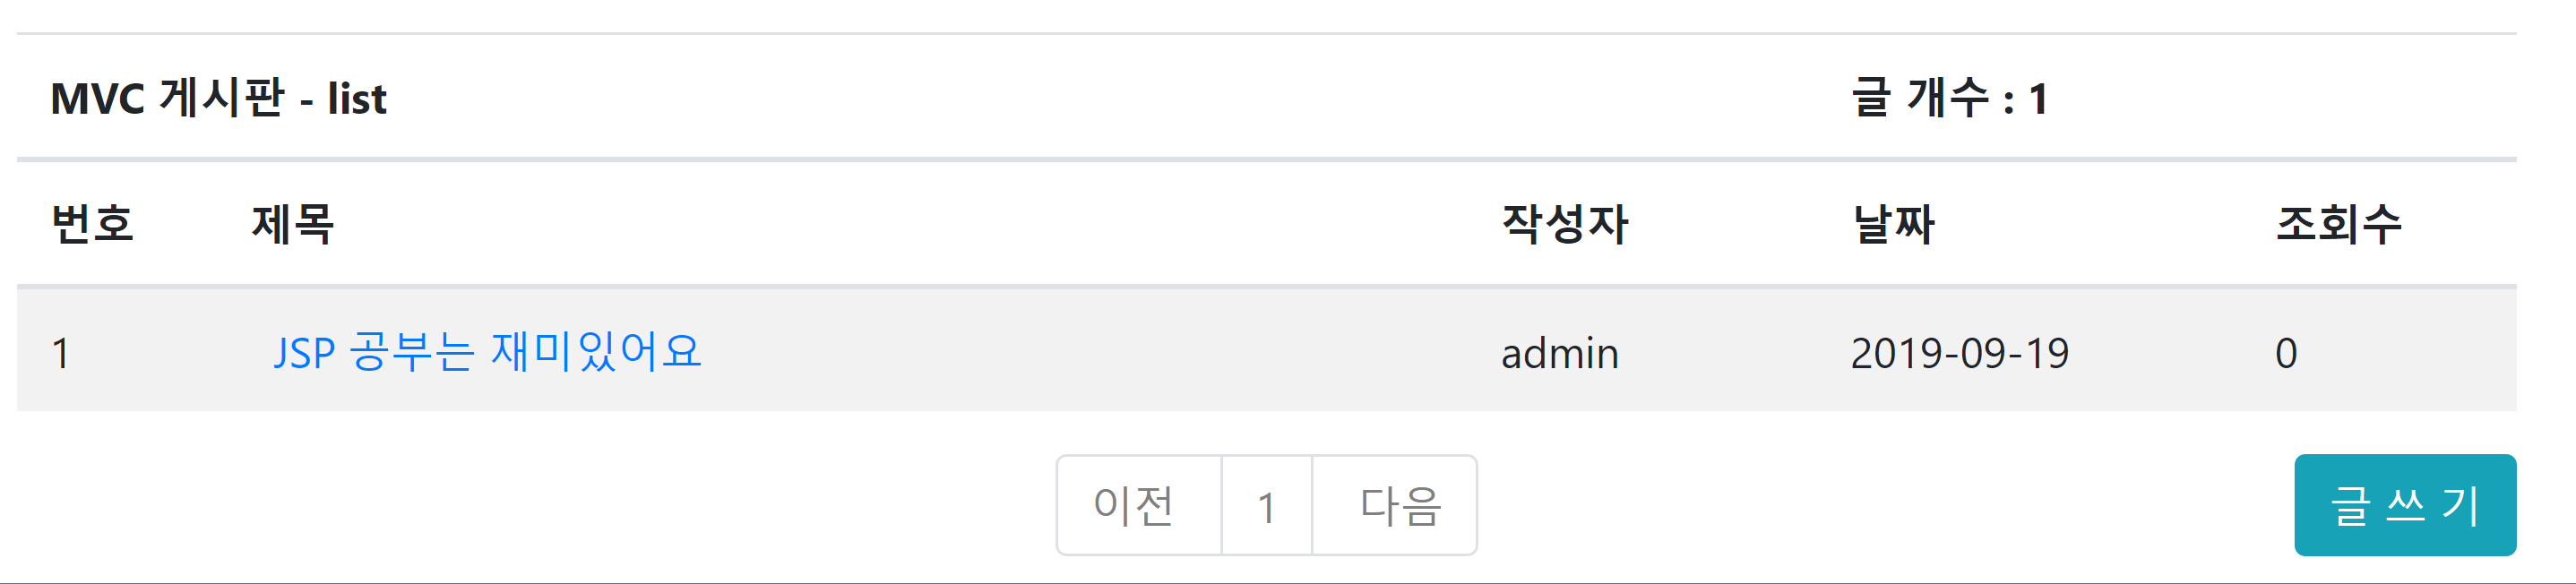 MVC 게시판 - list 글 개수 : 1
번호 제목 작성자 날짜 조회수
1 JSP 공부는 재미있어요 admin 2019-09-19 0
이전 1 다음 글 쓰 기